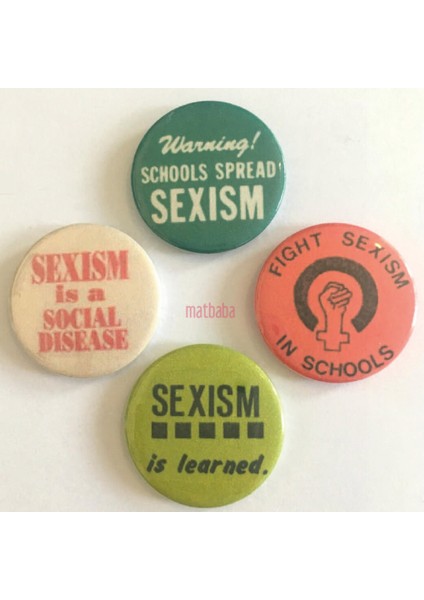 Warning!
SCHOOLS SPREAD
SEXISM
SEXISM
is a
SOCIAL
DISEASE
matbaba
FIGHT SEXISM
IN SCHOOLS
SEXISM
is learned.